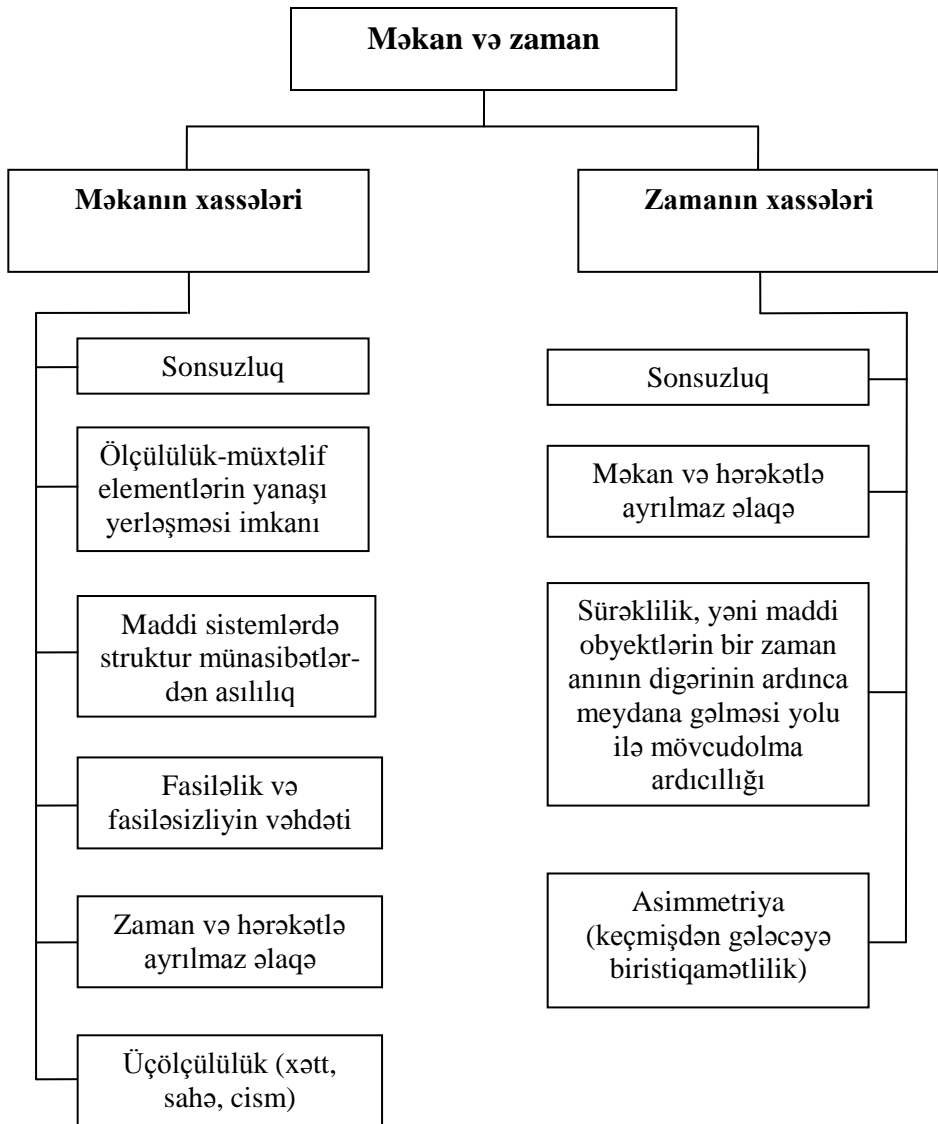 Məkan və zaman
Məkanın xassələri
Zamanın xassələri
Sonsuzluq
Ölçülülük-müxtəlif
elementlərin yanaşı
yerləşməsi imkanı
Maddi sistemlərdə
struktur münasibətlər-
dən asılılıq
Fasiləlik və
fasiləsizliyin vəhdəti
Zaman və hərəkətlə
ayrılmaz əlaqə
Üçölçülülük (xətt,
sahə, cism)
Sonsuzluq
Məkan və hərəkətlə
ayrılmaz əlaqə
Sürəklilik, yəni maddi
obyektlərin bir zaman
anının digərinin ardınca
meydana gəlməsi yolu
ilə mövcudolma
ardıcıllığı
Asimmetriya
(keçmişdən gələcəyə
biristiqamətlilik)